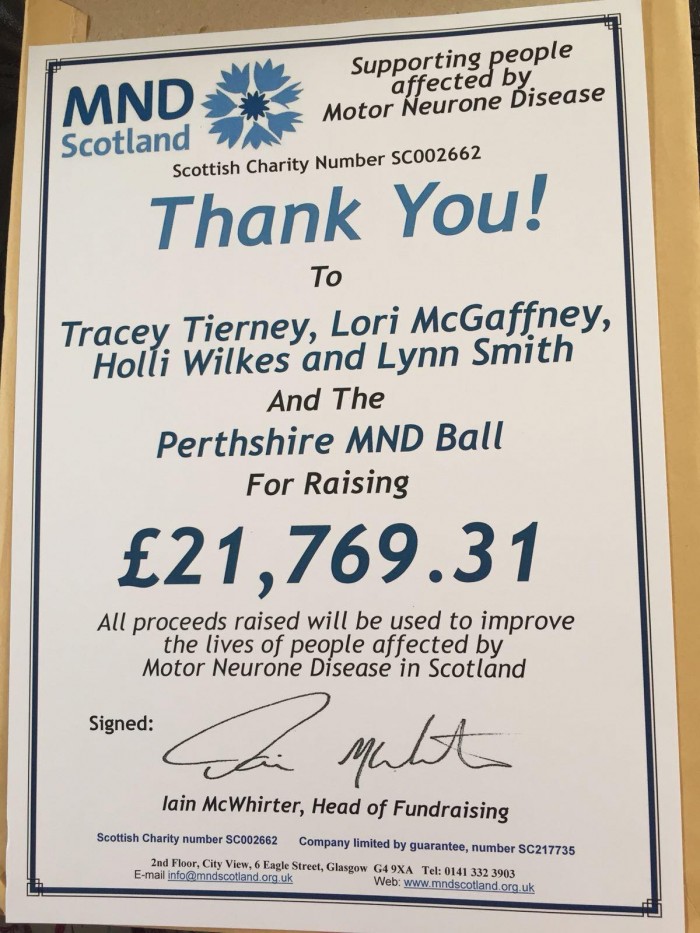 MND
Scotland
Supporting people
affected by
Motor Neurone Disease
Scottish Charity Number SC002662
Thank You!
To
Tracey Tierney, Lori McGaffney,
Holli Wilkes and Lynn Smith
And The
Perthshire MND Ball
For Raising
£21,769.31
All proceeds raised will be used to improve
the lives of people affected by
Motor Neurone Disease in Scotland
Signed:
Iain McWhirter
Iain McWhirter, Head of Fundraising
Scottish Charity number SC002662 Company limited by guarantee, number SC217735
2nd Floor, City View, 6 Eagle Street, Glasgow G4 9XA Tel: 0141 332 3903
E-mail info@mndscotland.org.uk Web: www.mndscotland.org.uk